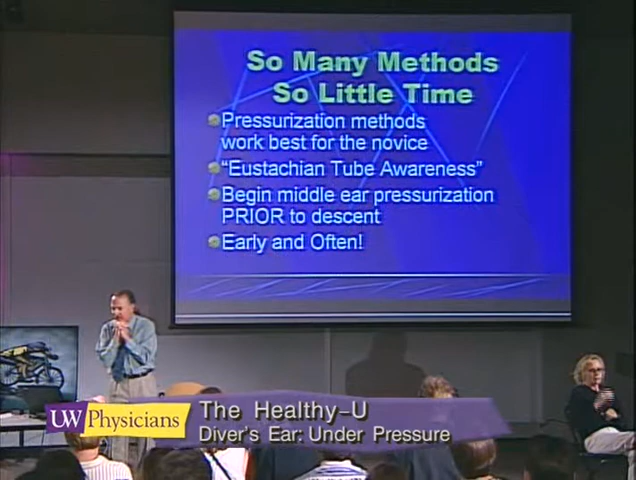 So Many Methods
So Little Time
Pressurization methods
work best for the novice
"Eustachian Tube Awareness"
Begin middle ear pressurization
PRIOR to descent
Early and Often!
UW Physicians
The Healthy-U
Diver's Ear: Under Pressure